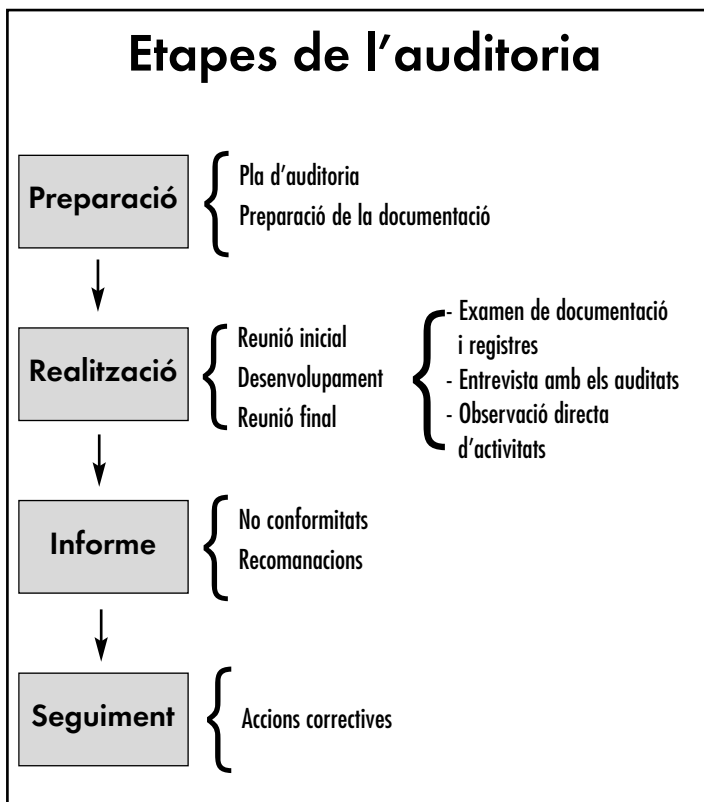 Etapes de l'auditoria
Preparació
Pla d'auditoria
Preparació de la documentació
Realització
Reunió inicial
Desenvolupament
Reunió final
- Examen de documentació
i registres
- Entrevista amb els auditats
- Observació directa
d'activitats
Informe
No conformitats
Recomanacions
Seguiment
Accions correctives